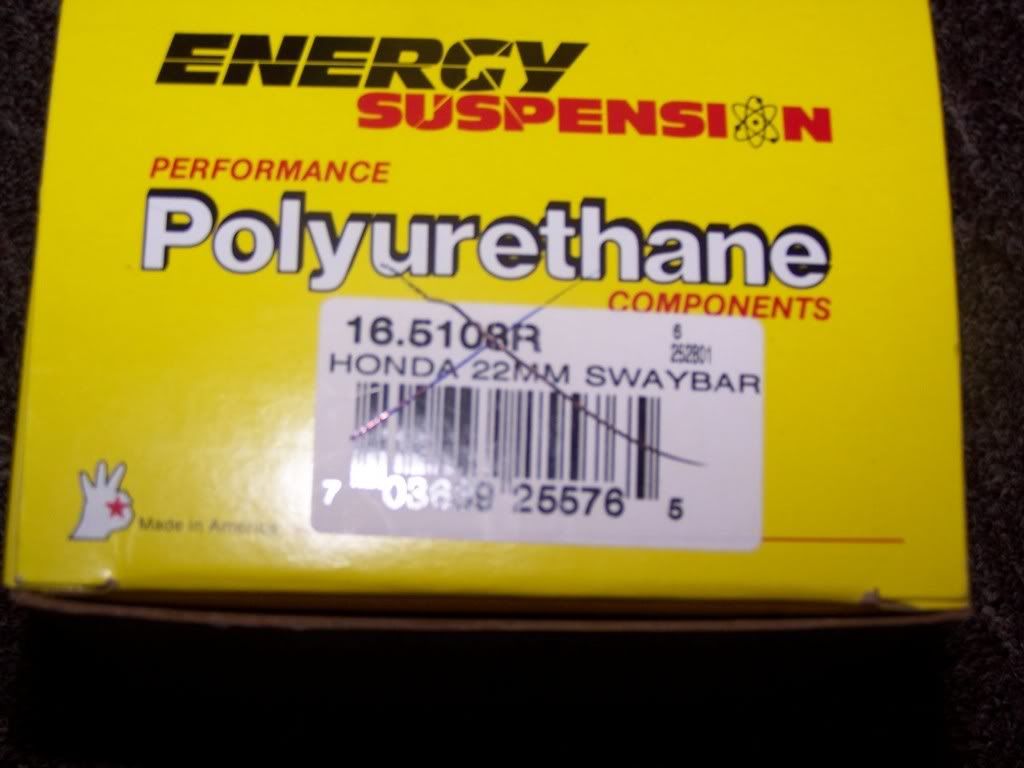 ENERGY
SUSPENSION
PERFORMANCE
Polyurethane
COMPONENTS
16.5108R
6
252801
HONDA 22MM SWAYBAR
7 25576 5
Made in America